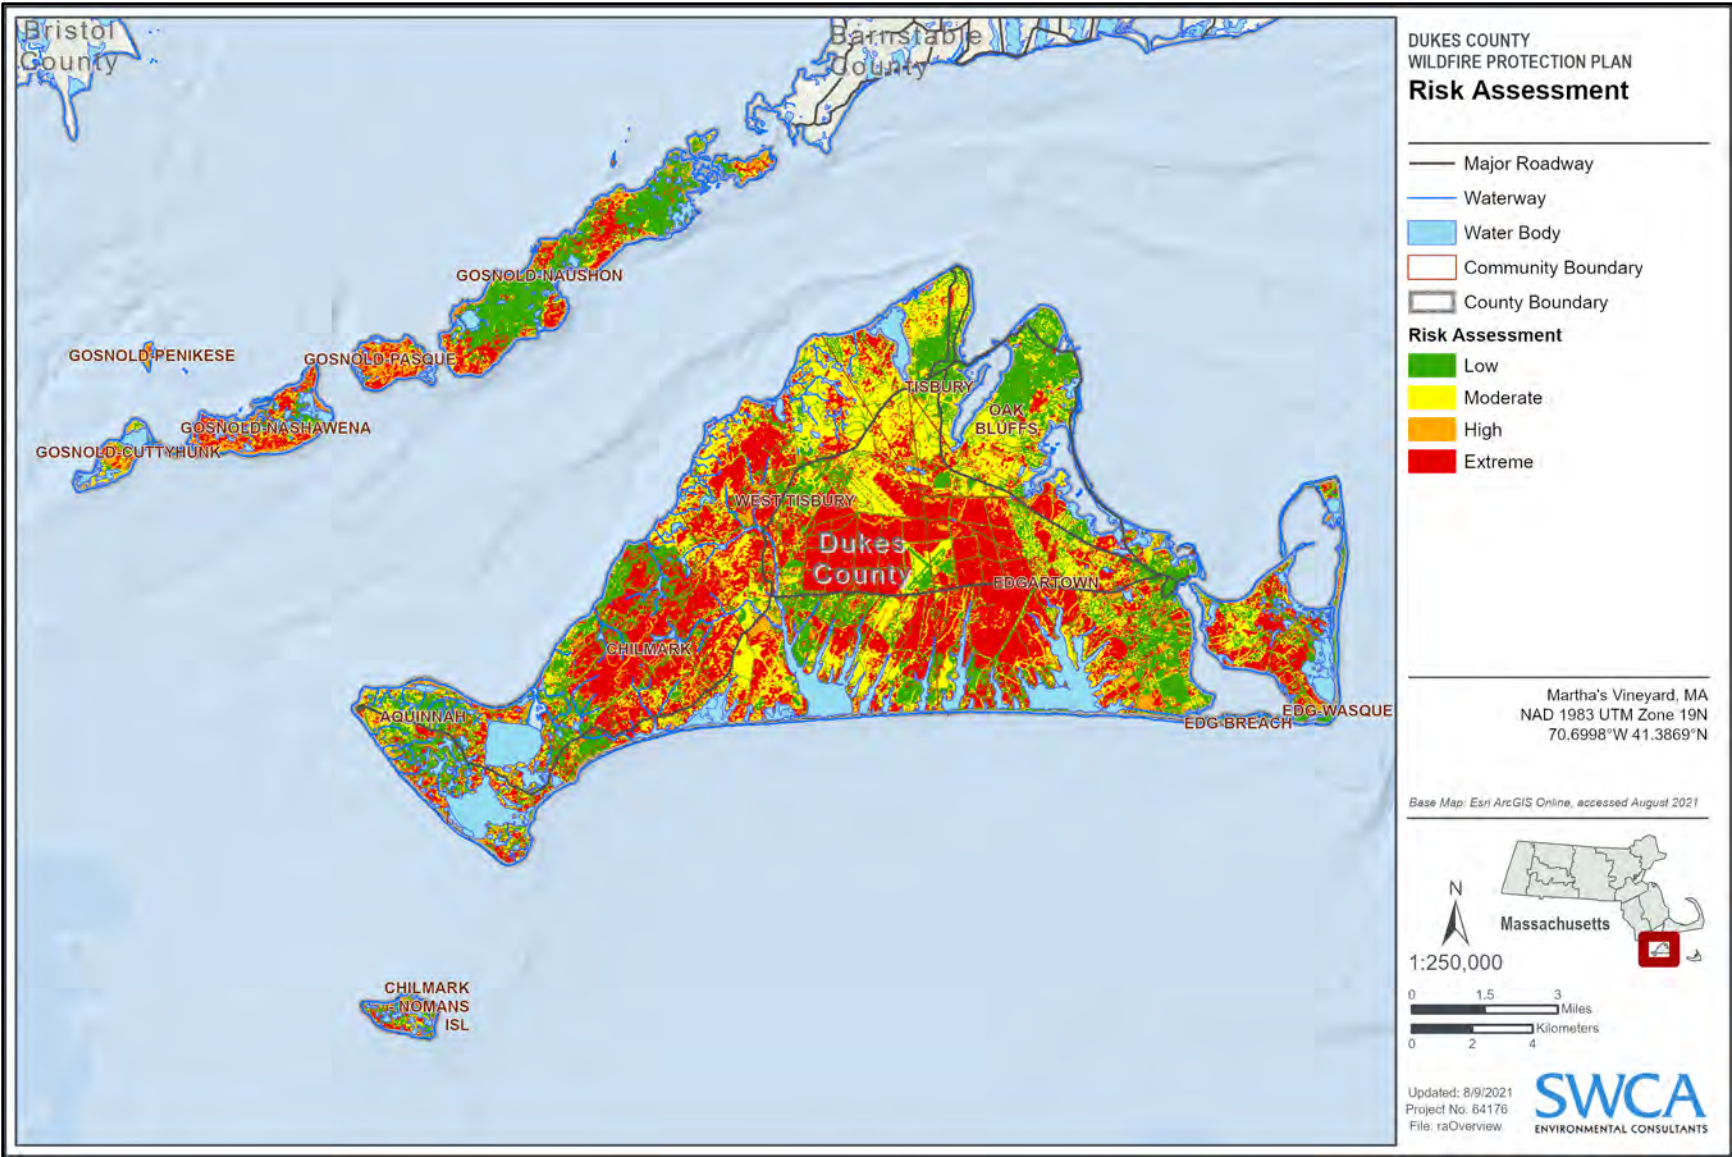 Bristol
County
Barnstable
County
GOSNOLD-NAUSHON
GOSNOLD-PENIKESE
GOSNOLD-PASQUE
GOSNOLD-NASHAWENA
GOSNOLD-CUTTYHUNK
TISBURY
OAK
BLUFFS
WEST TISBURY
Dukes
County
EDGARTOWN
CHILMARK
AQUINNAH
EDG-WASQUE
EDG-BREACH
CHILMARK
- NOMANS
ISL
DUKES COUNTY
WILDFIRE PROTECTION PLAN
Risk Assessment
Major Roadway
Waterway
Water Body
Community Boundary
County Boundary
Risk Assessment
Low
Moderate
High
Extreme
Martha's Vineyard, MA
NAD 1983 UTM Zone 19N
70.6998°W 41.3869°N
Base Map: Esri ArcGIS Online, accessed August 2021
N
Massachusetts
1:250,000
0 1.5 3
Miles
Kilometers
0 2 4
Updated: 8/9/2021
Project No. 64176
File: raOverview
SWCA
ENVIRONMENTAL CONSULTANTS